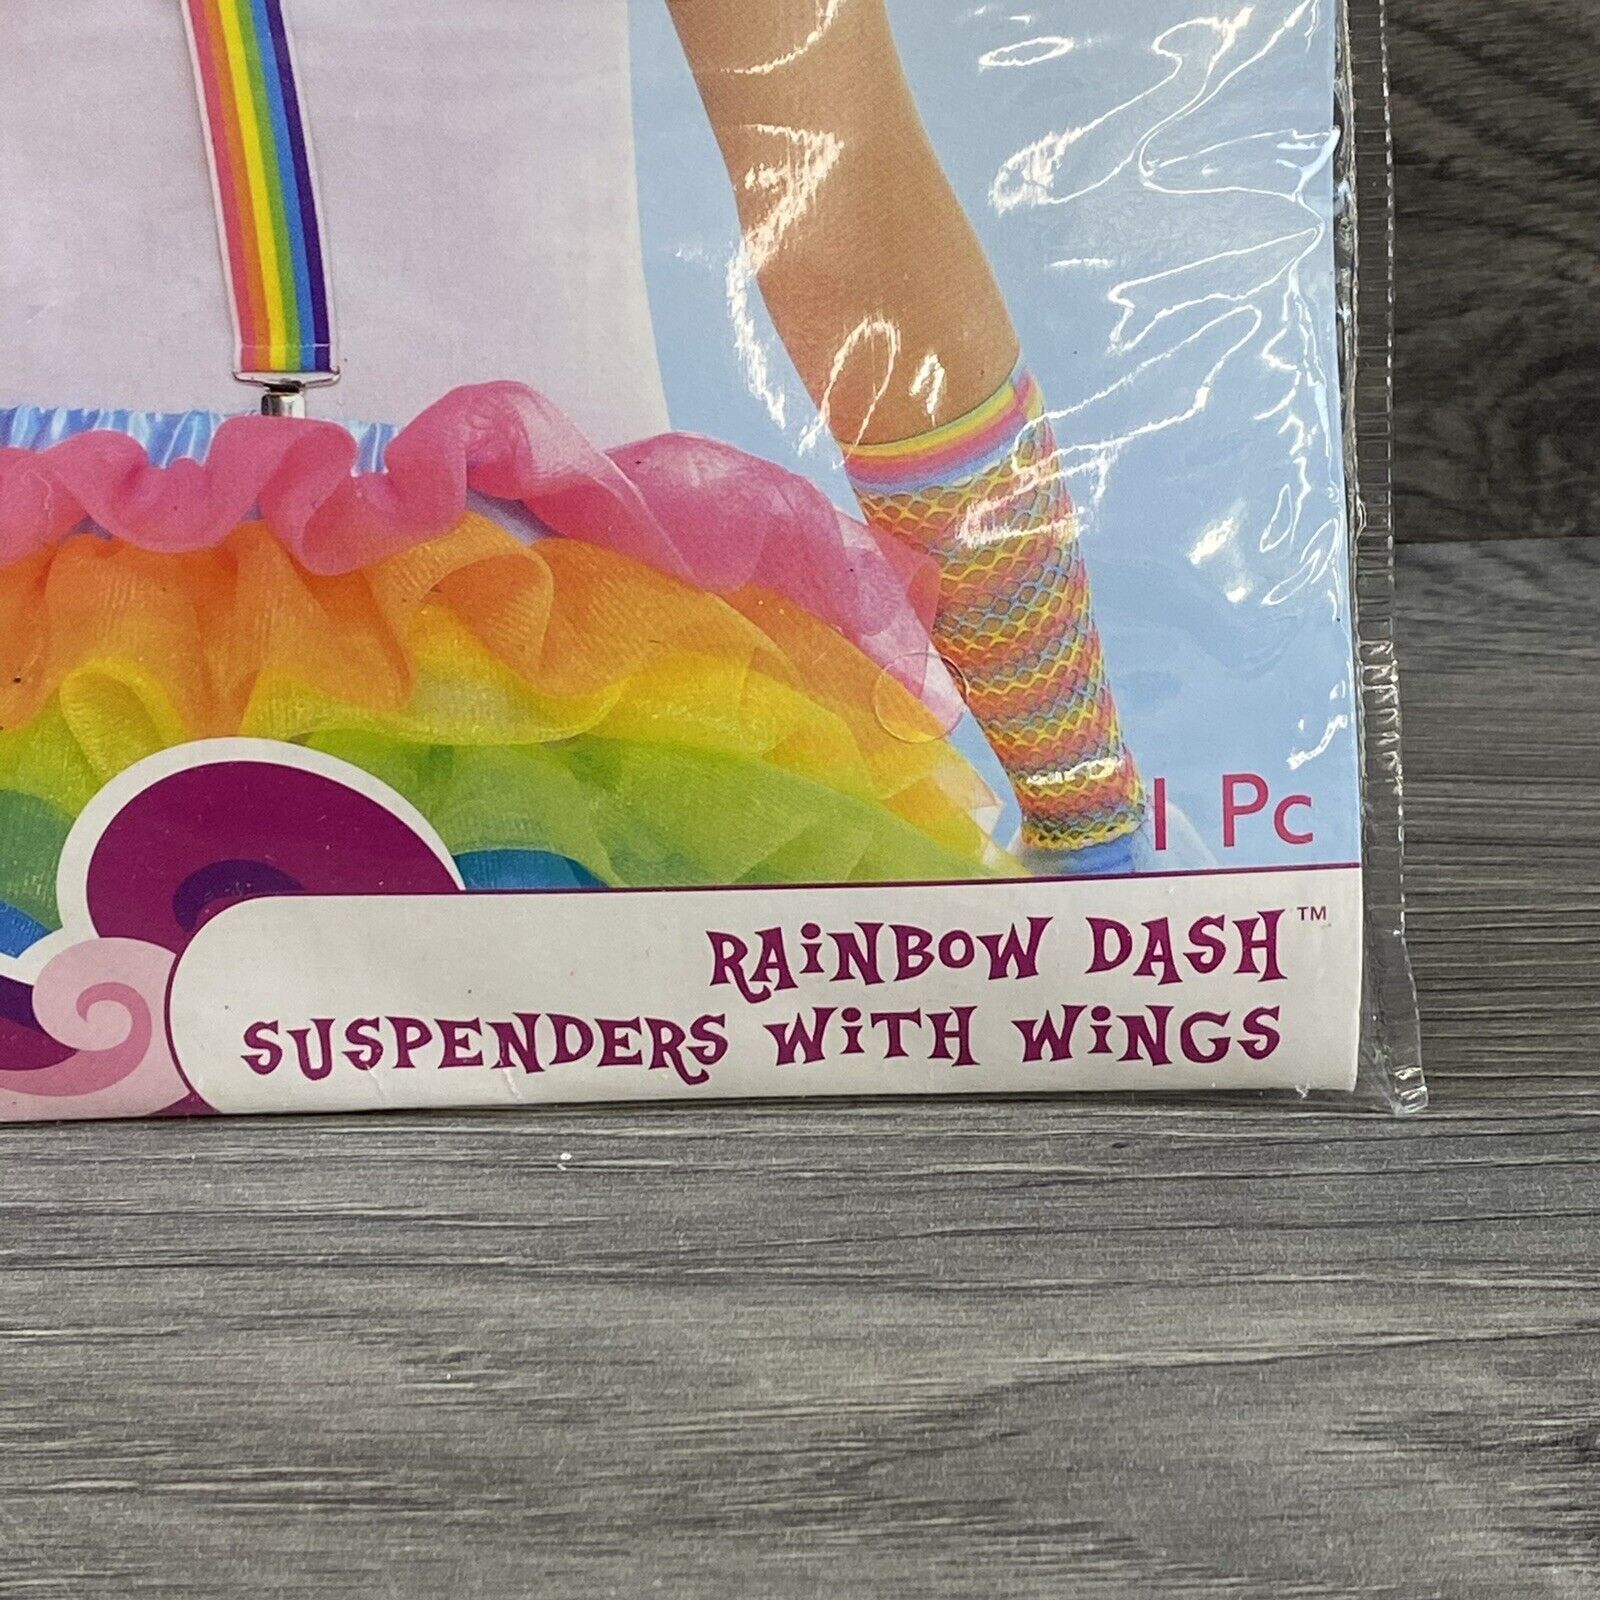 1 Pc
RAiNBOW DASH™
SUSPENDERS WiTH WiNGS